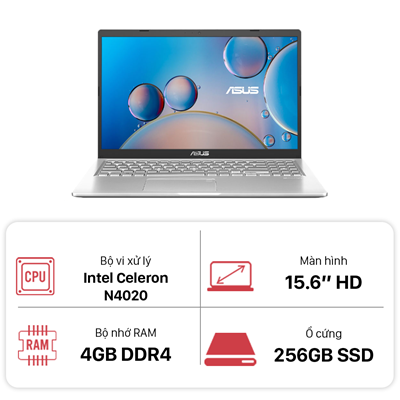 ASUS
ASUS
CPU
Bộ vi xử lý
Intel Celeron
N4020
Màn hình
15.6″ HD
RAM
Bộ nhớ RAM
4GB DDR4
Ổ cứng
256GB SSD